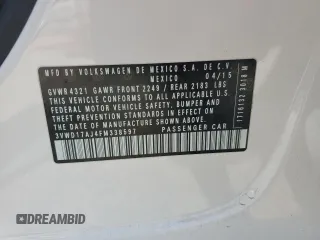 MFD BY VOLKSWAGEN DE MEXICO S.A. DE C.V.
MEXICO 04/15
GVWR 4321 GAWR FRONT 2249 / REAR 2183 LBS
THIS VEHICLE CONFORMS TO ALL APPLICABLE U.S.
FEDERAL MOTOR VEHICLE SAFETY, BUMPER AND
THEFT PREVENTION STANDARDS IN EFFECT ON THE
DATE OF MANUFACTURE SHOWN ABOVE.
3VWD17AJ4FM338597 PASSENGER CAR
1716132 3018 M
DREAMBID